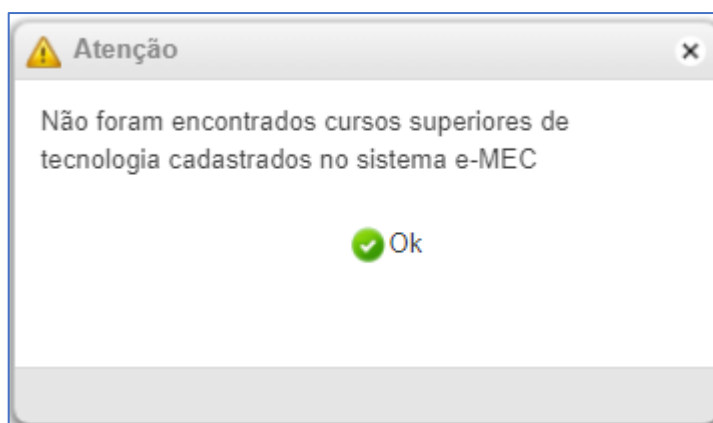 Atenção
Não foram encontrados cursos superiores de
tecnologia cadastrados no sistema e-MEC
Ok